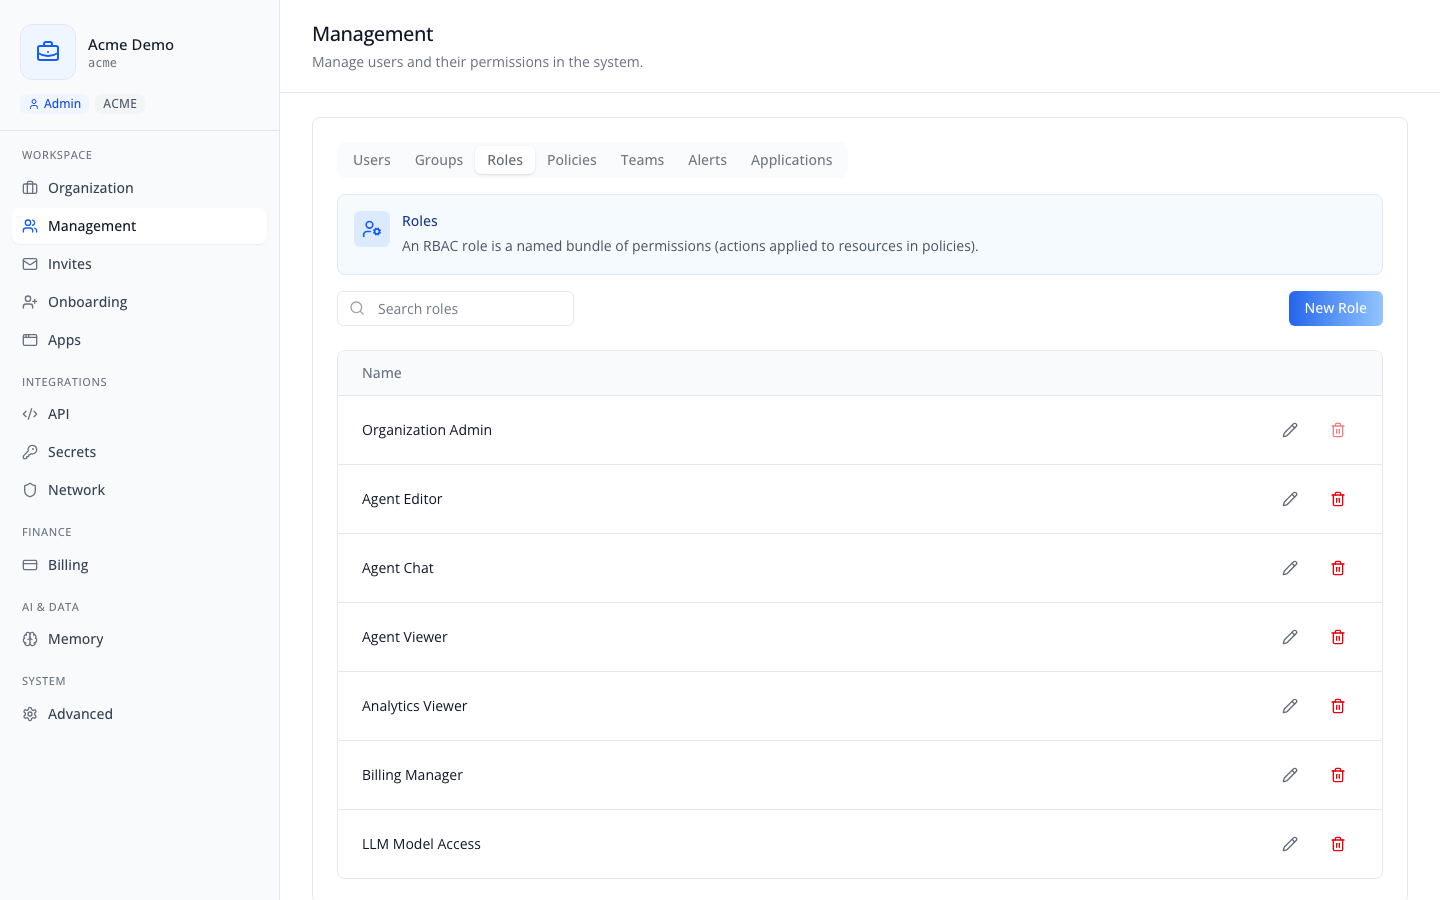 Acme Demo
acme
Admin
ACME
WORKSPACE
Organization
Management
Invites
Onboarding
Apps
INTEGRATIONS
API
Secrets
Network
FINANCE
Billing
AI & DATA
Memory
SYSTEM
Advanced
Management
Manage users and their permissions in the system.
Users Groups Roles Policies Teams Alerts Applications
Roles
An RBAC role is a named bundle of permissions (actions applied to resources in policies).
Search roles
New Role
Name
Organization Admin
Agent Editor
Agent Chat
Agent Viewer
Analytics Viewer
Billing Manager
LLM Model Access